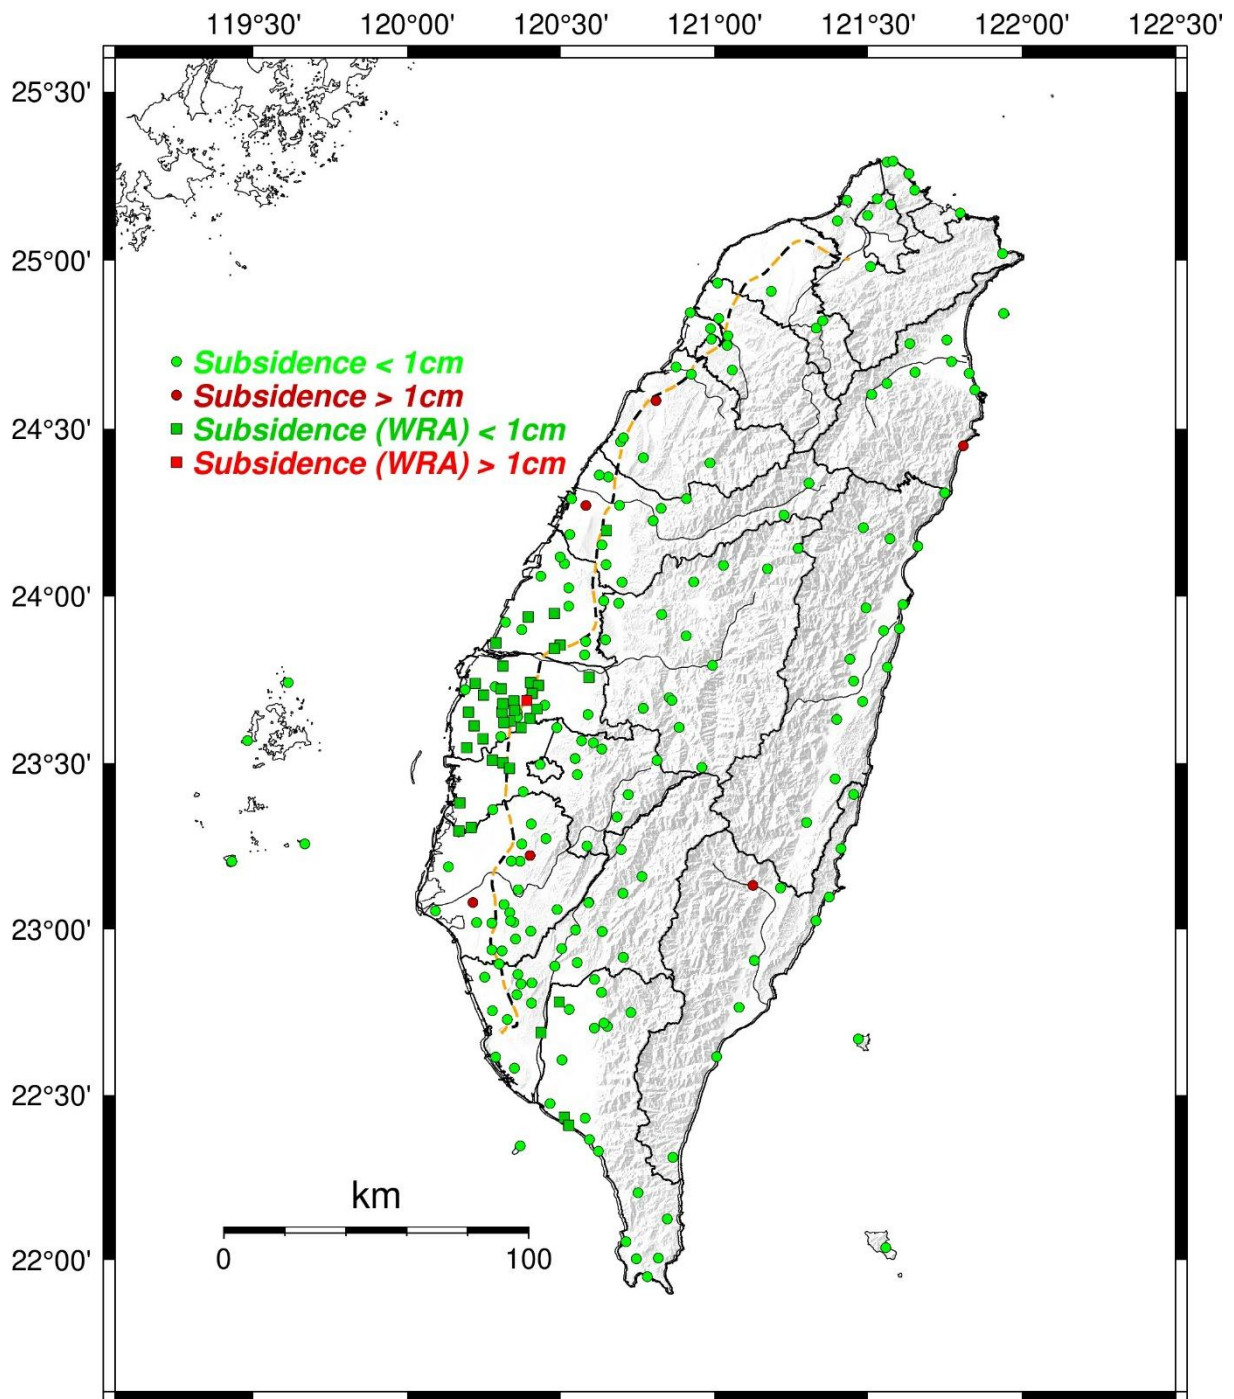 119°30' 120°00' 120°30' 121°00' 121°30' 122°00' 122°30'
25°30'
25°00'
Subsidence < 1cm
Subsidence > 1cm
24°30'
Subsidence (WRA) < 1cm
Subsidence (WRA) > 1cm
24°00'
23°30'
23°00'
22°30'
km
0 100
22°00'